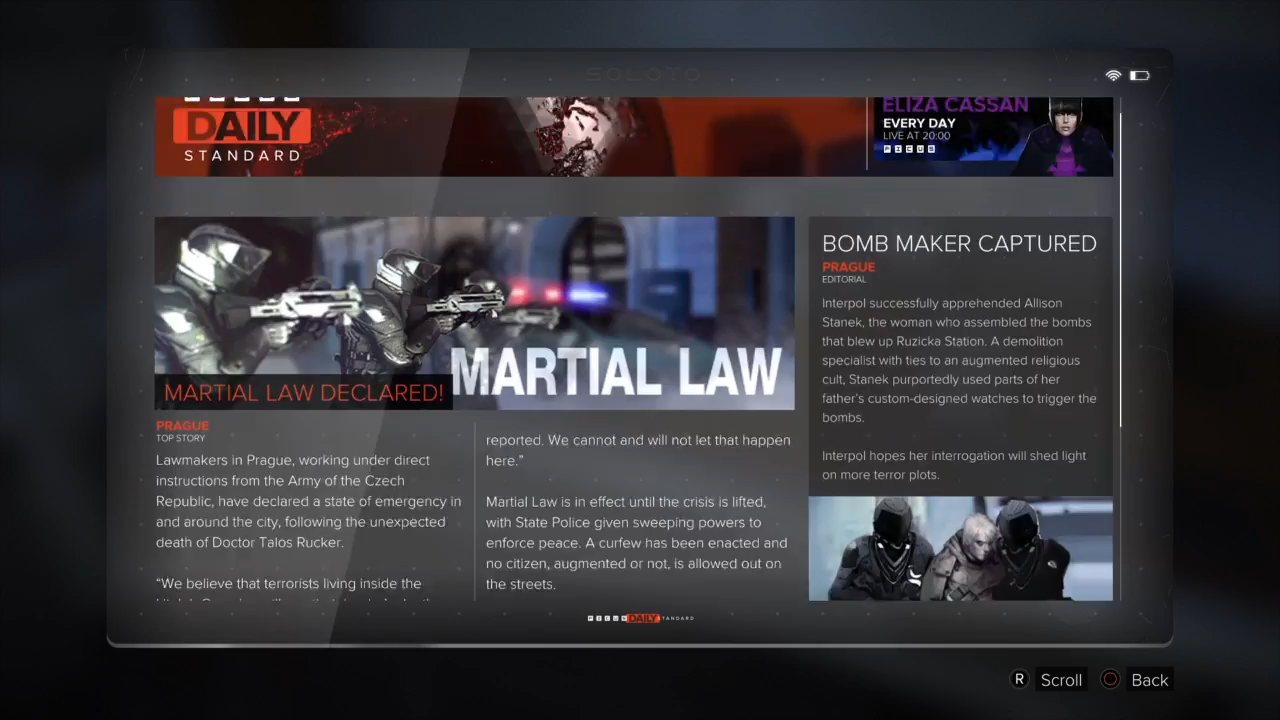 SOLOTO
DAILY
STANDARD
ELIZA CASSAN
EVERY DAY
LIVE AT 20:00
PICUS
MARTIAL LAW
MARTIAL LAW DECLARED!
PRAGUE
TOP STORY
Lawmakers in Prague, working under direct
instructions from the Army of the Czech
Republic, have declared a state of emergency in
and around the city, following the unexpected
death of Doctor Talos Rucker.
“We believe that terrorists living inside the
reported. We cannot and will not let that happen
here.”
Martial Law is in effect until the crisis is lifted,
with State Police given sweeping powers to
enforce peace. A curfew has been enacted and
no citizen, augmented or not, is allowed out on
the streets.
BOMB MAKER CAPTURED
PRAGUE
EDITORIAL
Interpol successfully apprehended Allison
Stanek, the woman who assembled the bombs
that blew up Ruzicka Station. A demolition
specialist with ties to an augmented religious
cult, Stanek purportedly used parts of her
father’s custom-designed watches to trigger the
bombs.
Interpol hopes her interrogation will shed light
on more terror plots.
PICUS DAILY STANDARD
R Scroll Back